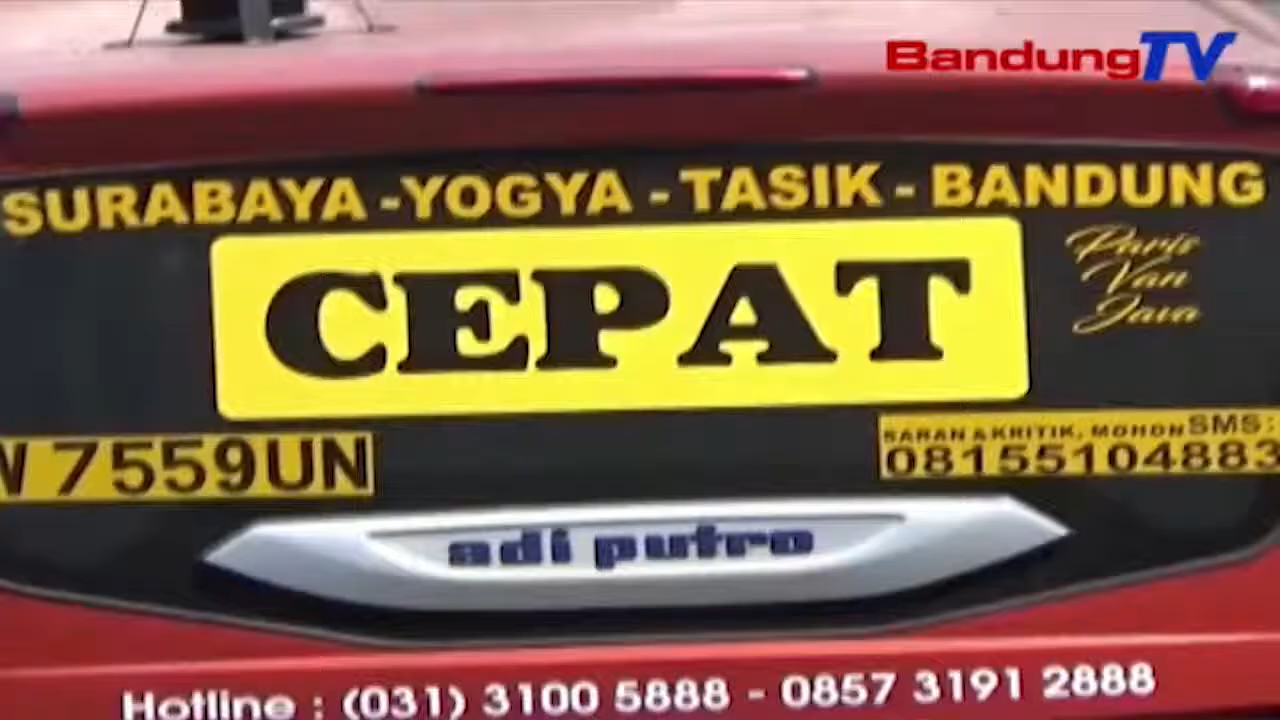 BandungTV
SURABAYA - YOGYA - TASIK - BANDUNG
CEPAT
Paris
Van
Java
W 7559UN
SARAN & KRITIK, MOHON SMS:
08155104883
adi putro
Hotline : (031) 3100 5888 - 0857 3191 2888